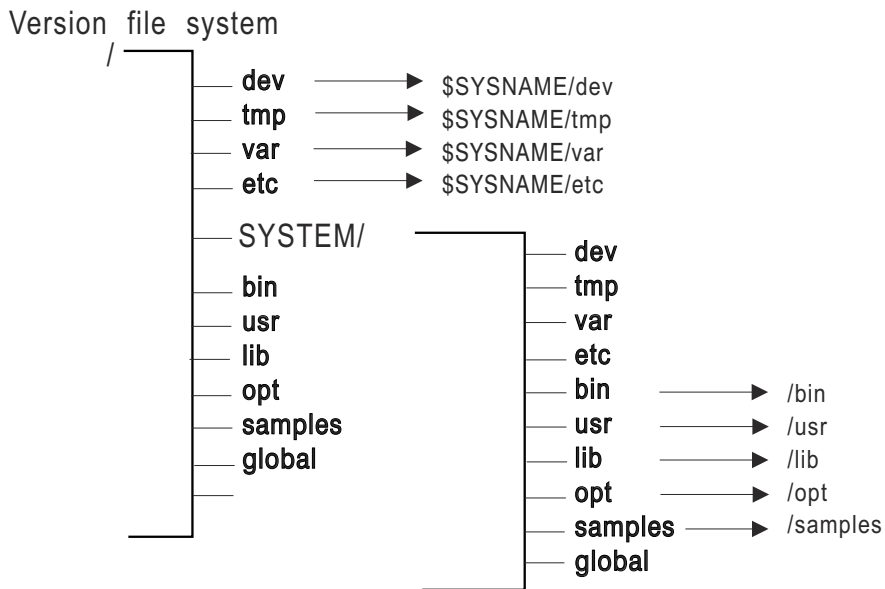 Version file system
/
dev $SYSNAME/dev
tmp $SYSNAME/tmp
var $SYSNAME/var
etc $SYSNAME/etc
SYSTEM/
bin
usr
lib
opt
samples
global
dev
tmp
var
etc
bin /bin
usr /usr
lib /lib
opt /opt
samples /samples
global